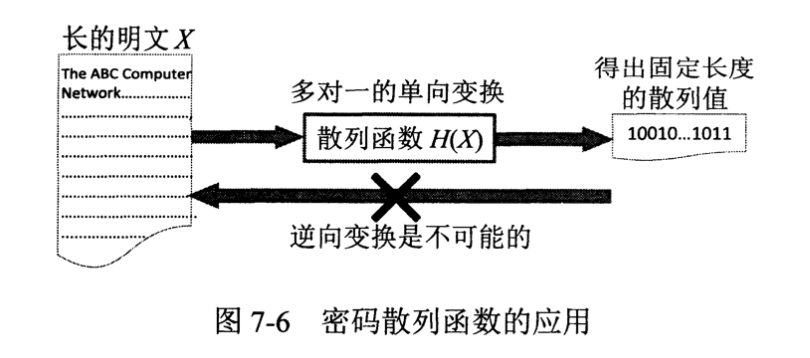 长的明文 X
The ABC Computer
Network..................
多对一的单向变换
散列函数 H(X)
得出固定长度
的散列值
10010...1011
逆向变换是不可能的
图 7-6 密码散列函数的应用